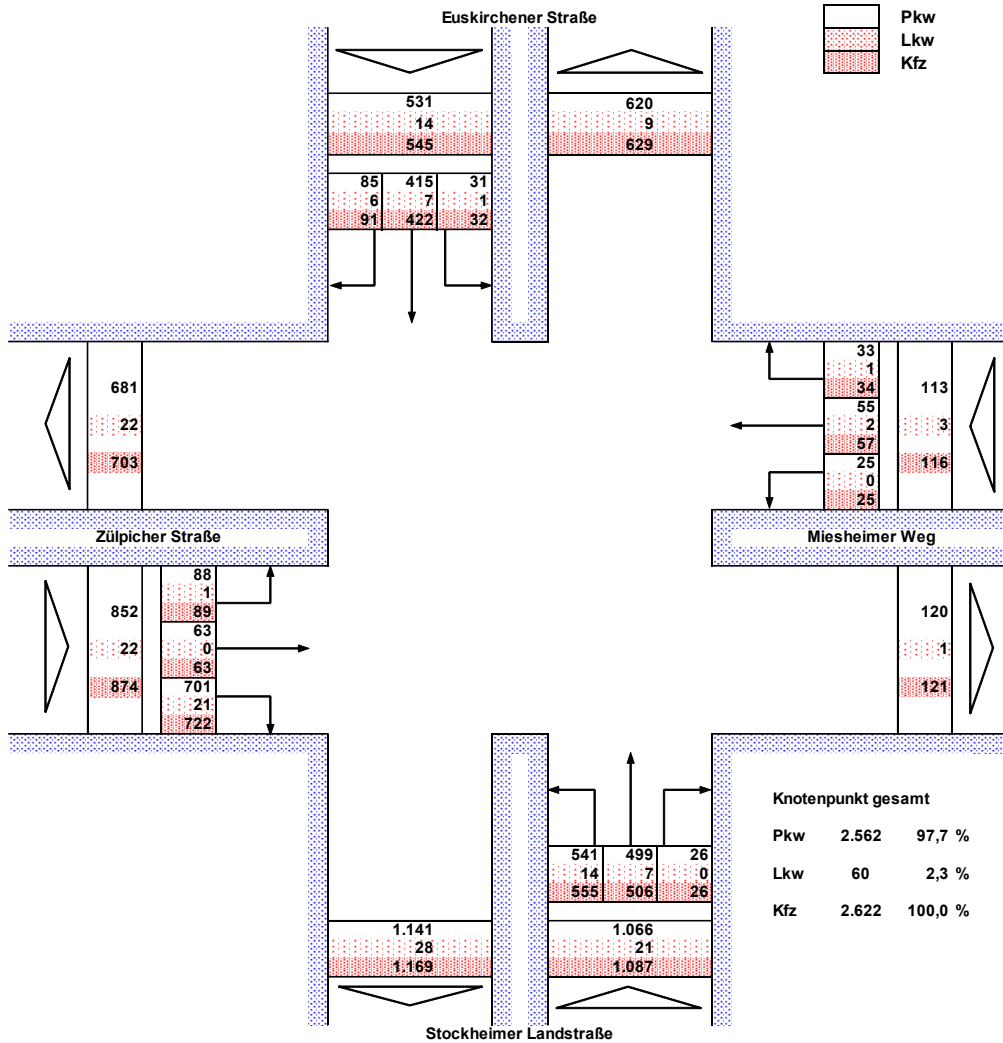 Euskirchener Straße
Pkw
Lkw
Kfz
531
14
545
620
9
629
85 415 31
6 7 1
91 422 32
681
22
703
33
1
34
55
2
57
25
0
25
113
3
116
Zülpicher Straße
Miesheimer Weg
852
22
874
88
1
89
63
0
63
701
21
722
120
1
121
Knotenpunkt gesamt
Pkw 2.562 97,7 %
Lkw 60 2,3 %
Kfz 2.622 100,0 %
541 499 26
14 7 0
555 506 26
1.141
28
1.169
1.066
21
1.087
Stockheimer Landstraße